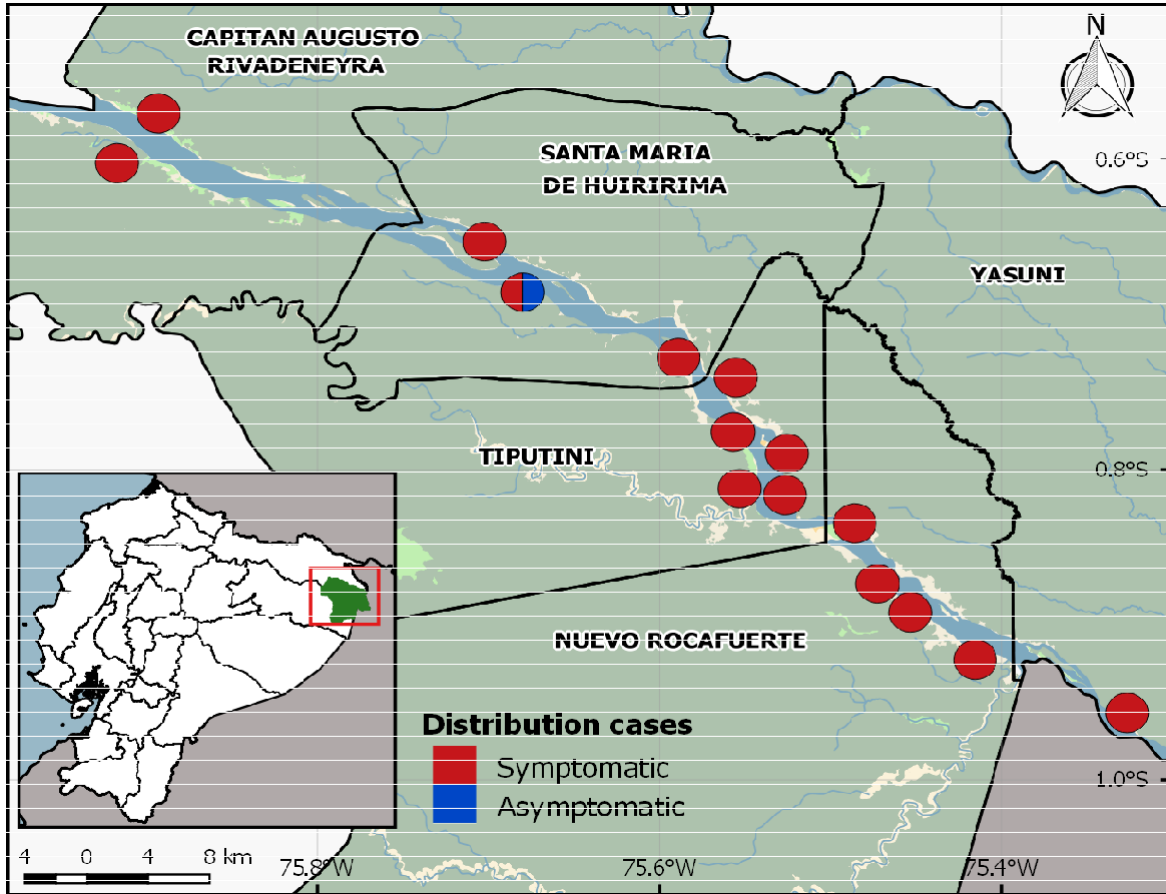 CAPITAN AUGUSTO
RIVADENEYRA
N
SANTA MARIA
DE HUIRIRIMA
0.6°S
YASUNI
TIPUTINI
0.8°S
NUEVO ROCAFUERTE
Distribution cases
Symptomatic
Asymptomatic
1.0°S
4 0 4 8 km
75.8°W 75.6°W 75.4°W